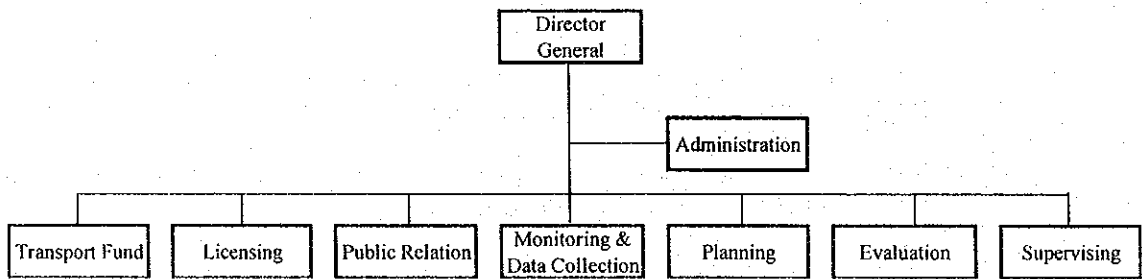 Director
General
Administration
Transport Fund
Licensing
Public Relation
Monitoring &
Data Collection
Planning
Evaluation
Supervising